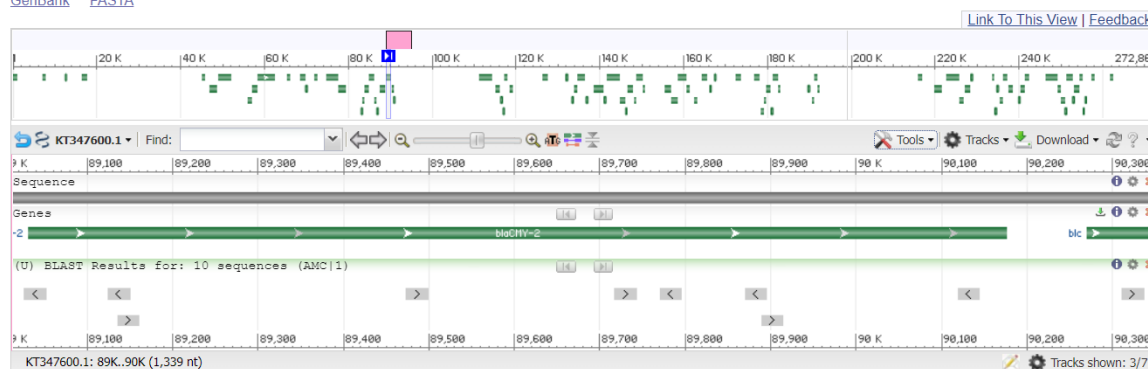 GenBank FASTA
Link To This View | Feedback
20 K 40 K 60 K 80 K 100 K 120 K 140 K 160 K 180 K 200 K 220 K 240 K 272,86
KT347600.1 Find: Tools Tracks Download ?
9 K 89,100 89,200 89,300 89,400 89,500 89,600 89,700 89,800 89,900 90 K 90,100 90,200 90,300
Sequence
Genes
-2 blaCMY-2 blc
(U) BLAST Results for: 10 sequences (AMC|1)
9 K 89,100 89,200 89,300 89,400 89,500 89,600 89,700 89,800 89,900 90 K 90,100 90,200 90,300
KT347600.1: 89K..90K (1,339 nt) Tracks shown: 3/7